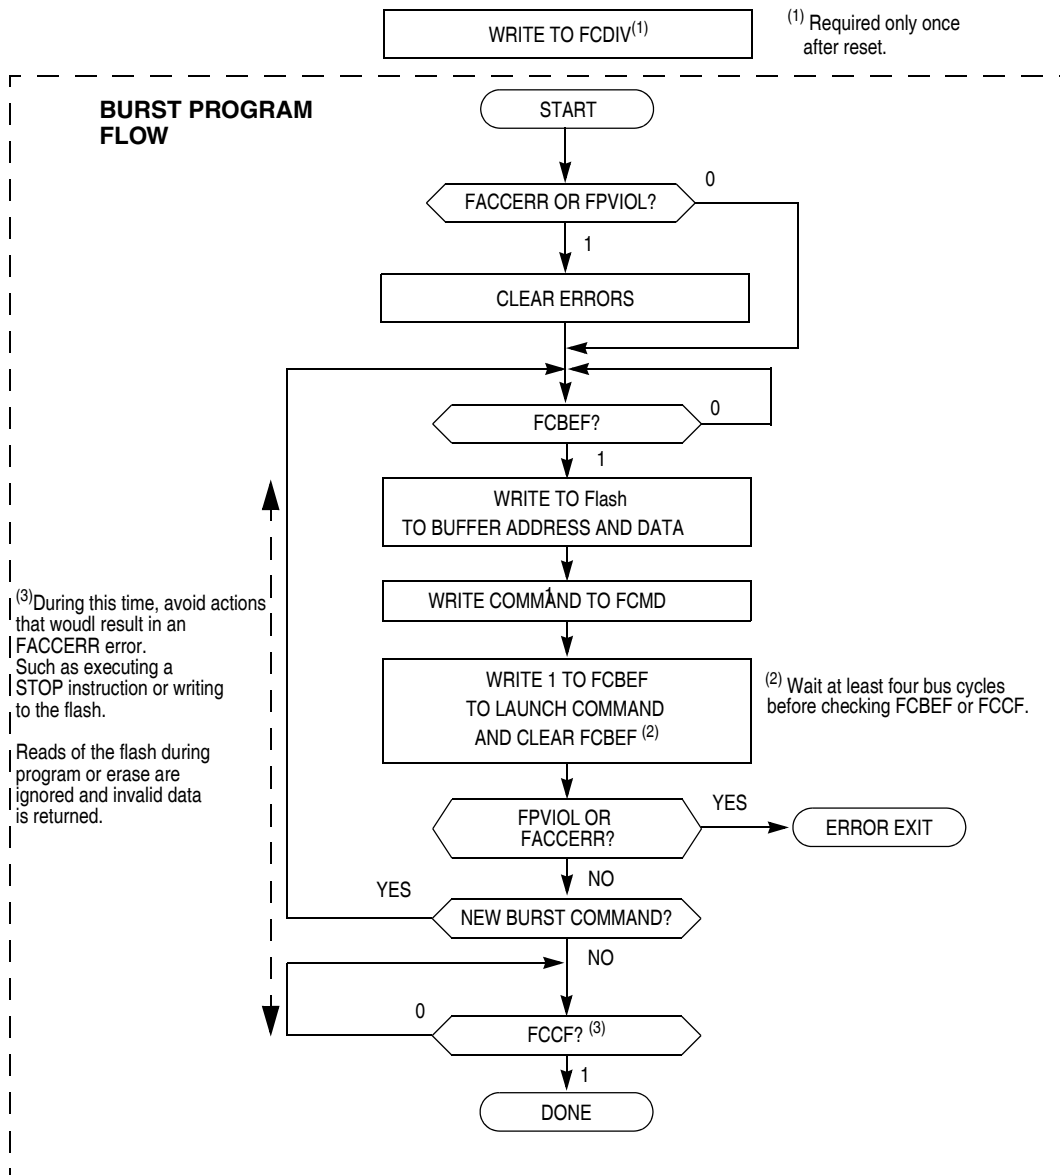 WRITE TO FCDIV(1)
(1) Required only once
after reset.
BURST PROGRAM
FLOW
START
FACCERR OR FPVIOL?
0
1
CLEAR ERRORS
FCBEF?
0
1
WRITE TO Flash
TO BUFFER ADDRESS AND DATA
1
WRITE COMMAND TO FCMD
(3)During this time, avoid actions
that woudl result in an
FACCERR error.
Such as executing a
STOP instruction or writing
to the flash.
Reads of the flash during
program or erase are
ignored and invalid data
is returned.
WRITE 1 TO FCBEF
TO LAUNCH COMMAND
AND CLEAR FCBEF (2)
(2) Wait at least four bus cycles
before checking FCBEF or FCCF.
FPVIOL OR
FACCERR?
YES
ERROR EXIT
NO
YES
NEW BURST COMMAND?
NO
0
FCCF? (3)
1
DONE